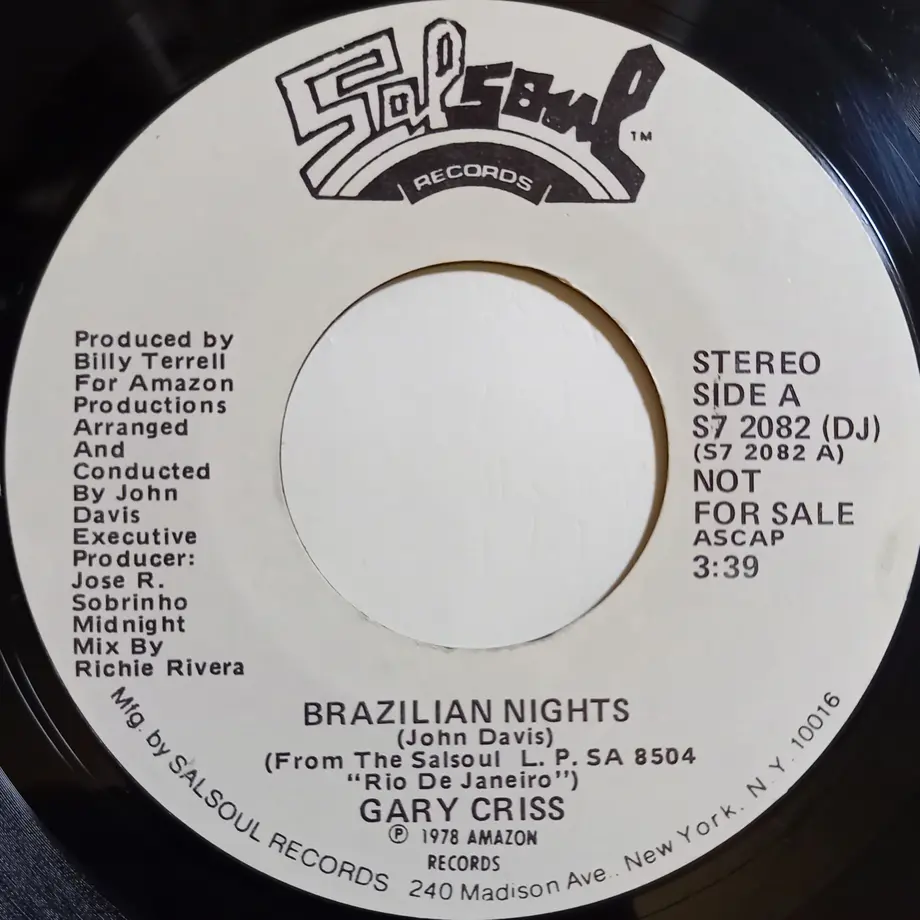 Salsoul TM
RECORDS
Produced by
Billy Terrell
For Amazon
Productions
Arranged
And
Conducted
By John
Davis
Executive
Producer:
Jose R.
Sobrinho
Midnight
Mix By
Richie Rivera
STEREO
SIDE A
S7 2082 (DJ)
(S7 2082 A)
NOT
FOR SALE
ASCAP
3:39
BRAZILIAN NIGHTS
(John Davis)
(From The Salsoul L. P. SA 8504
"Rio De Janeiro")
GARY CRISS
℗ 1978 AMAZON
RECORDS
Mfg. by SALSOUL RECORDS 240 Madison Ave.. New York. N.Y. 10016